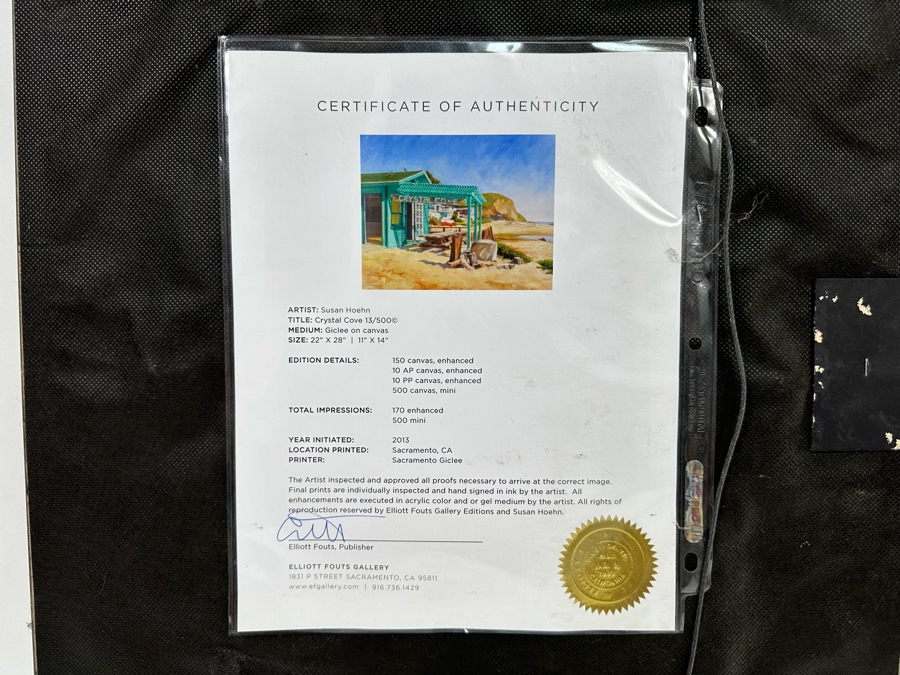 CERTIFICATE OF AUTHENTICITY
CRYSTAL COVE
ARTIST: Susan Hoehn
TITLE: Crystal Cove 13/500©
MEDIUM: Giclee on canvas
SIZE: 22" X 28" | 11" X 14"
EDITION DETAILS: 150 canvas, enhanced
10 AP canvas, enhanced
10 PP canvas, enhanced
500 canvas, mini
TOTAL IMPRESSIONS: 170 enhanced
500 mini
YEAR INITIATED: 2013
LOCATION PRINTED: Sacramento, CA
PRINTER: Sacramento Giclee
The Artist inspected and approved all proofs necessary to arrive at the correct image.
Final prints are individually inspected and hand signed in ink by the artist. All
enhancements are executed in acrylic color and or gel medium by the artist. All rights of
reproduction reserved by Elliott Fouts Gallery Editions and Susan Hoehn.
Elliott Fouts, Publisher
ELLIOTT FOUTS GALLERY
1831 P STREET SACRAMENTO, CA 95811
www.efgallery.com | 916.736.1429
CALIFORNIA